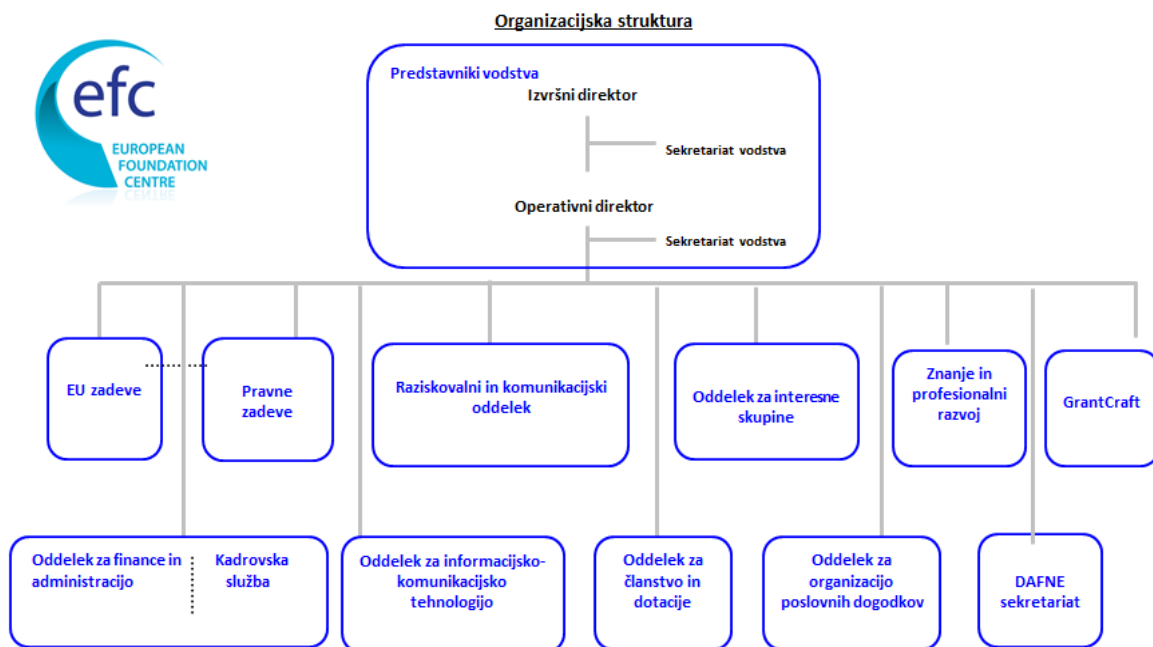 Organizacijska struktura
efc
EUROPEAN
FOUNDATION
CENTRE
Predstavniki vodstva
Izvršni direktor
Sekretariat vodstva
Operativni direktor
Sekretariat vodstva
EU zadeve
Pravne
zadeve
Raziskovalni in komunikacijski
oddelek
Oddelek za interesne
skupine
Znanje in
profesionalni
razvoj
GrantCraft
Oddelek za finance in
administracijo
Kadrovska
služba
Oddelek za informacijsko-
komunikacijsko
tehnologijo
Oddelek za
članstvo in
dotacije
Oddelek za
organizacijo
poslovnih dogodkov
DAFNE
sekretariat